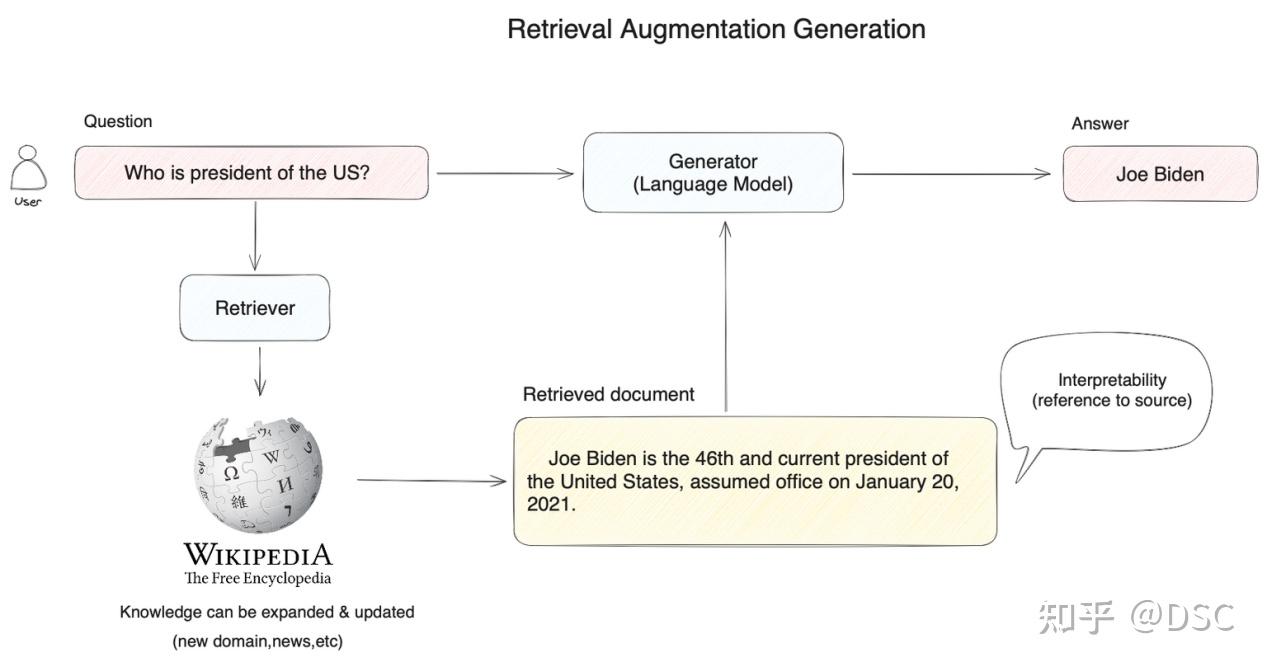 Retrieval Augmentation Generation
Question
Answer
User
Who is president of the US?
Generator
(Language Model)
Joe Biden
Retriever
Retrieved document
Interpretability
(reference to source)
Joe Biden is the 46th and current president of
the United States, assumed office on January 20,
2021.
Ω
W
И
維
ウィ
WIKIPEDIA
The Free Encyclopedia
Knowledge can be expanded & updated
(new domain,news,etc)
知乎 @DSC